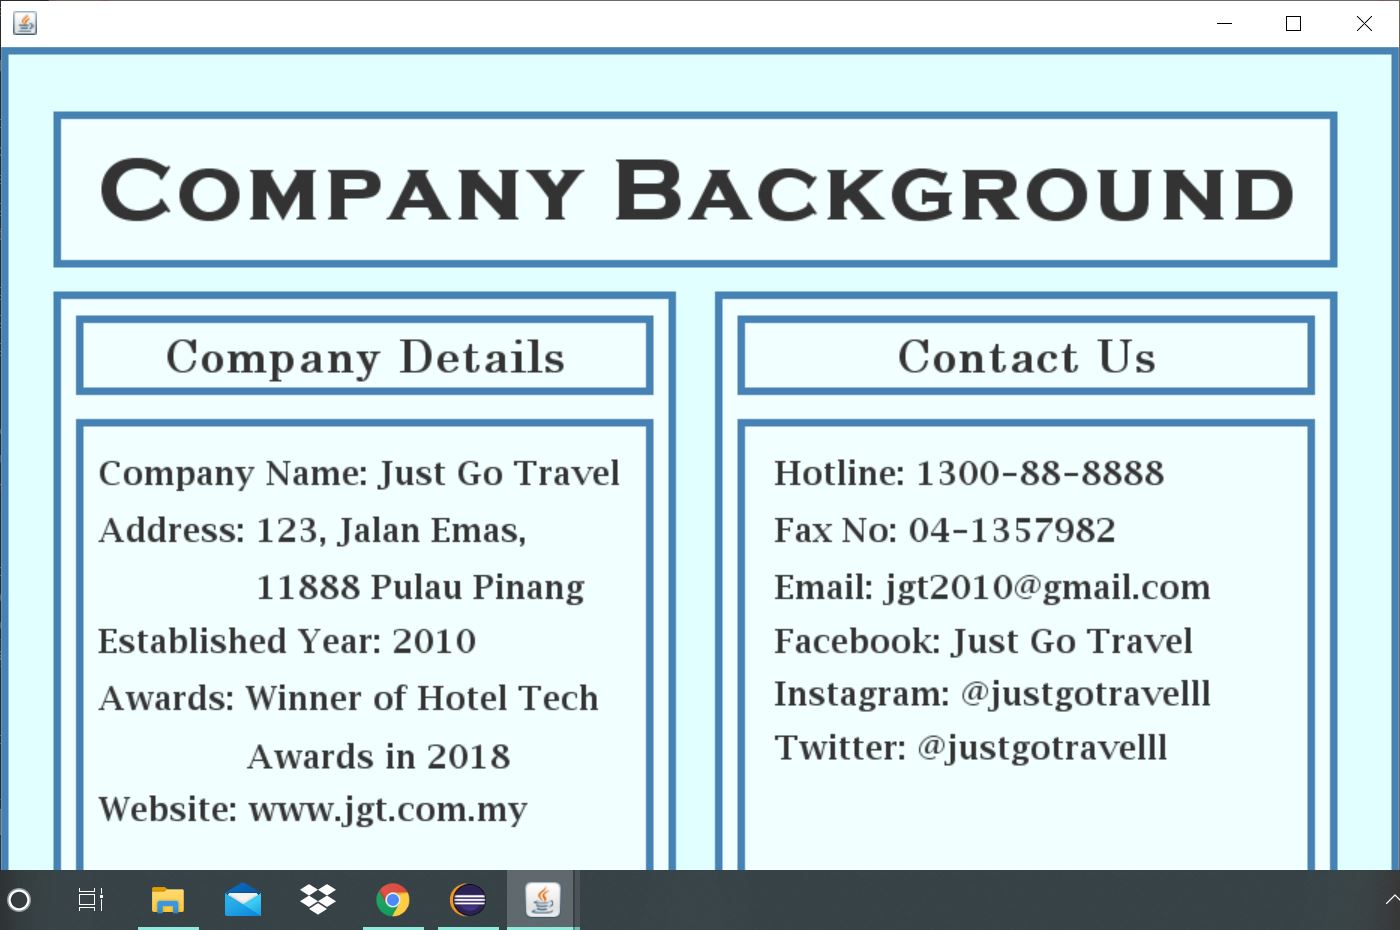 Company Background
Company Details
Company Name: Just Go Travel
Address: 123, Jalan Emas,
11888 Pulau Pinang
Established Year: 2010
Awards: Winner of Hotel Tech
Awards in 2018
Website: www.jgt.com.my
Contact Us
Hotline: 1300-88-8888
Fax No: 04-1357982
Email: jgt2010@gmail.com
Facebook: Just Go Travel
Instagram: @justgotravelll
Twitter: @justgotravelll